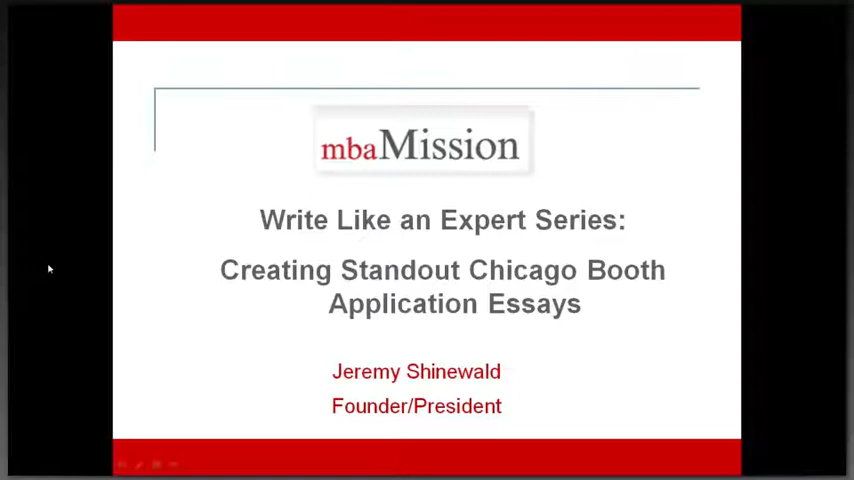 mbaMission
Write Like an Expert Series:
Creating Standout Chicago Booth
Application Essays
Jeremy Shinewald
Founder/President